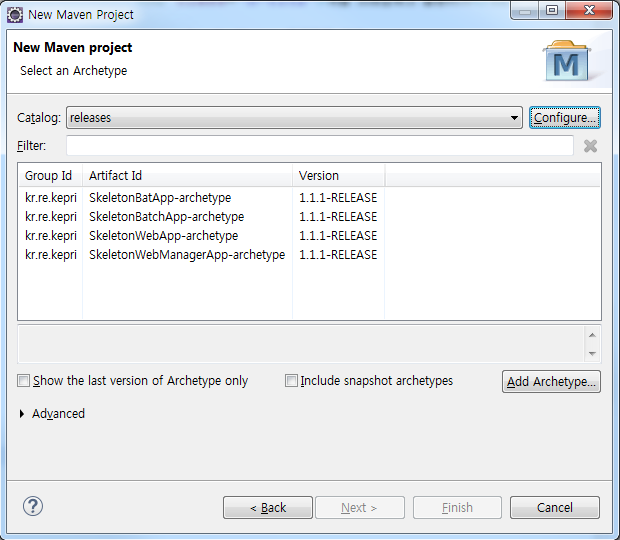 New Maven Project
New Maven project
Select an Archetype
M
Catalog: releases Configure...
Filter:
Group Id Artifact Id Version
kr.re.kepri SkeletonBatApp-archetype 1.1.1-RELEASE
kr.re.kepri SkeletonBatchApp-archetype 1.1.1-RELEASE
kr.re.kepri SkeletonWebApp-archetype 1.1.1-RELEASE
kr.re.kepri SkeletonWebManagerApp-archetype 1.1.1-RELEASE
Show the last version of Archetype only Include snapshot archetypes Add Archetype...
Advanced
? < Back Next > Finish Cancel